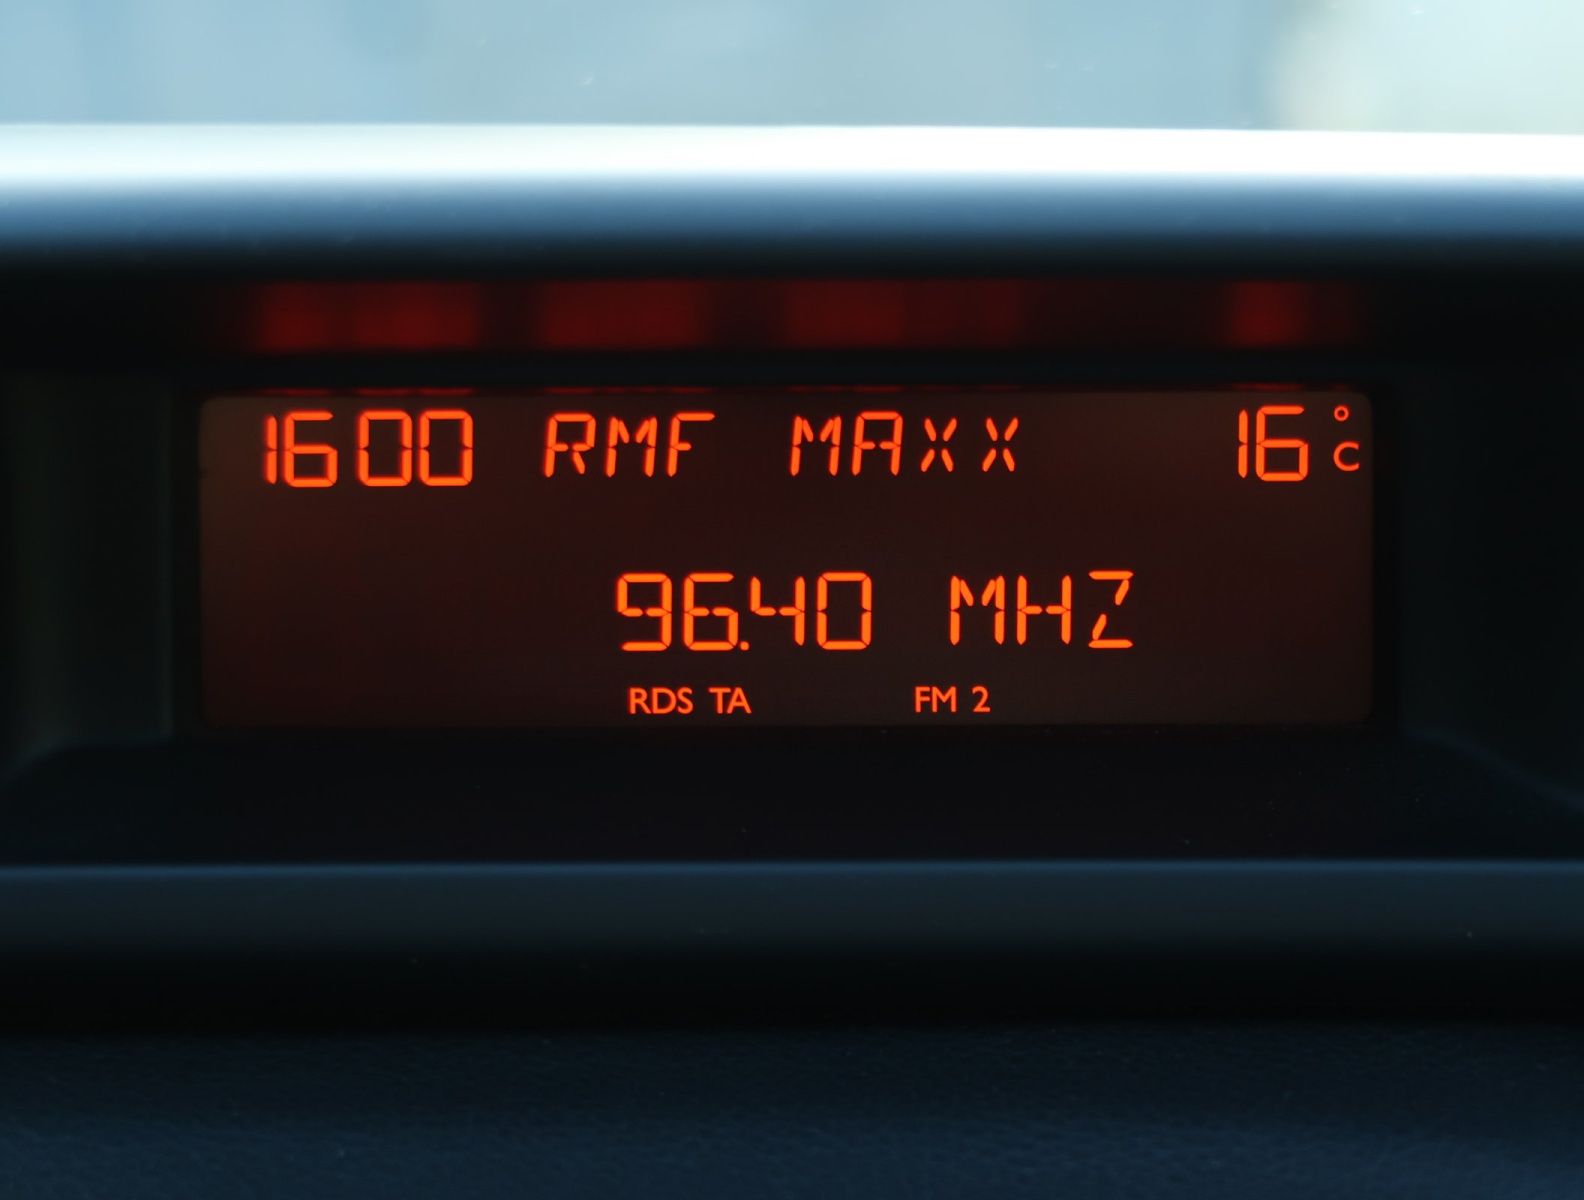 1600 RMF MAXX 16°C
96.40 MHZ
RDS TA FM 2